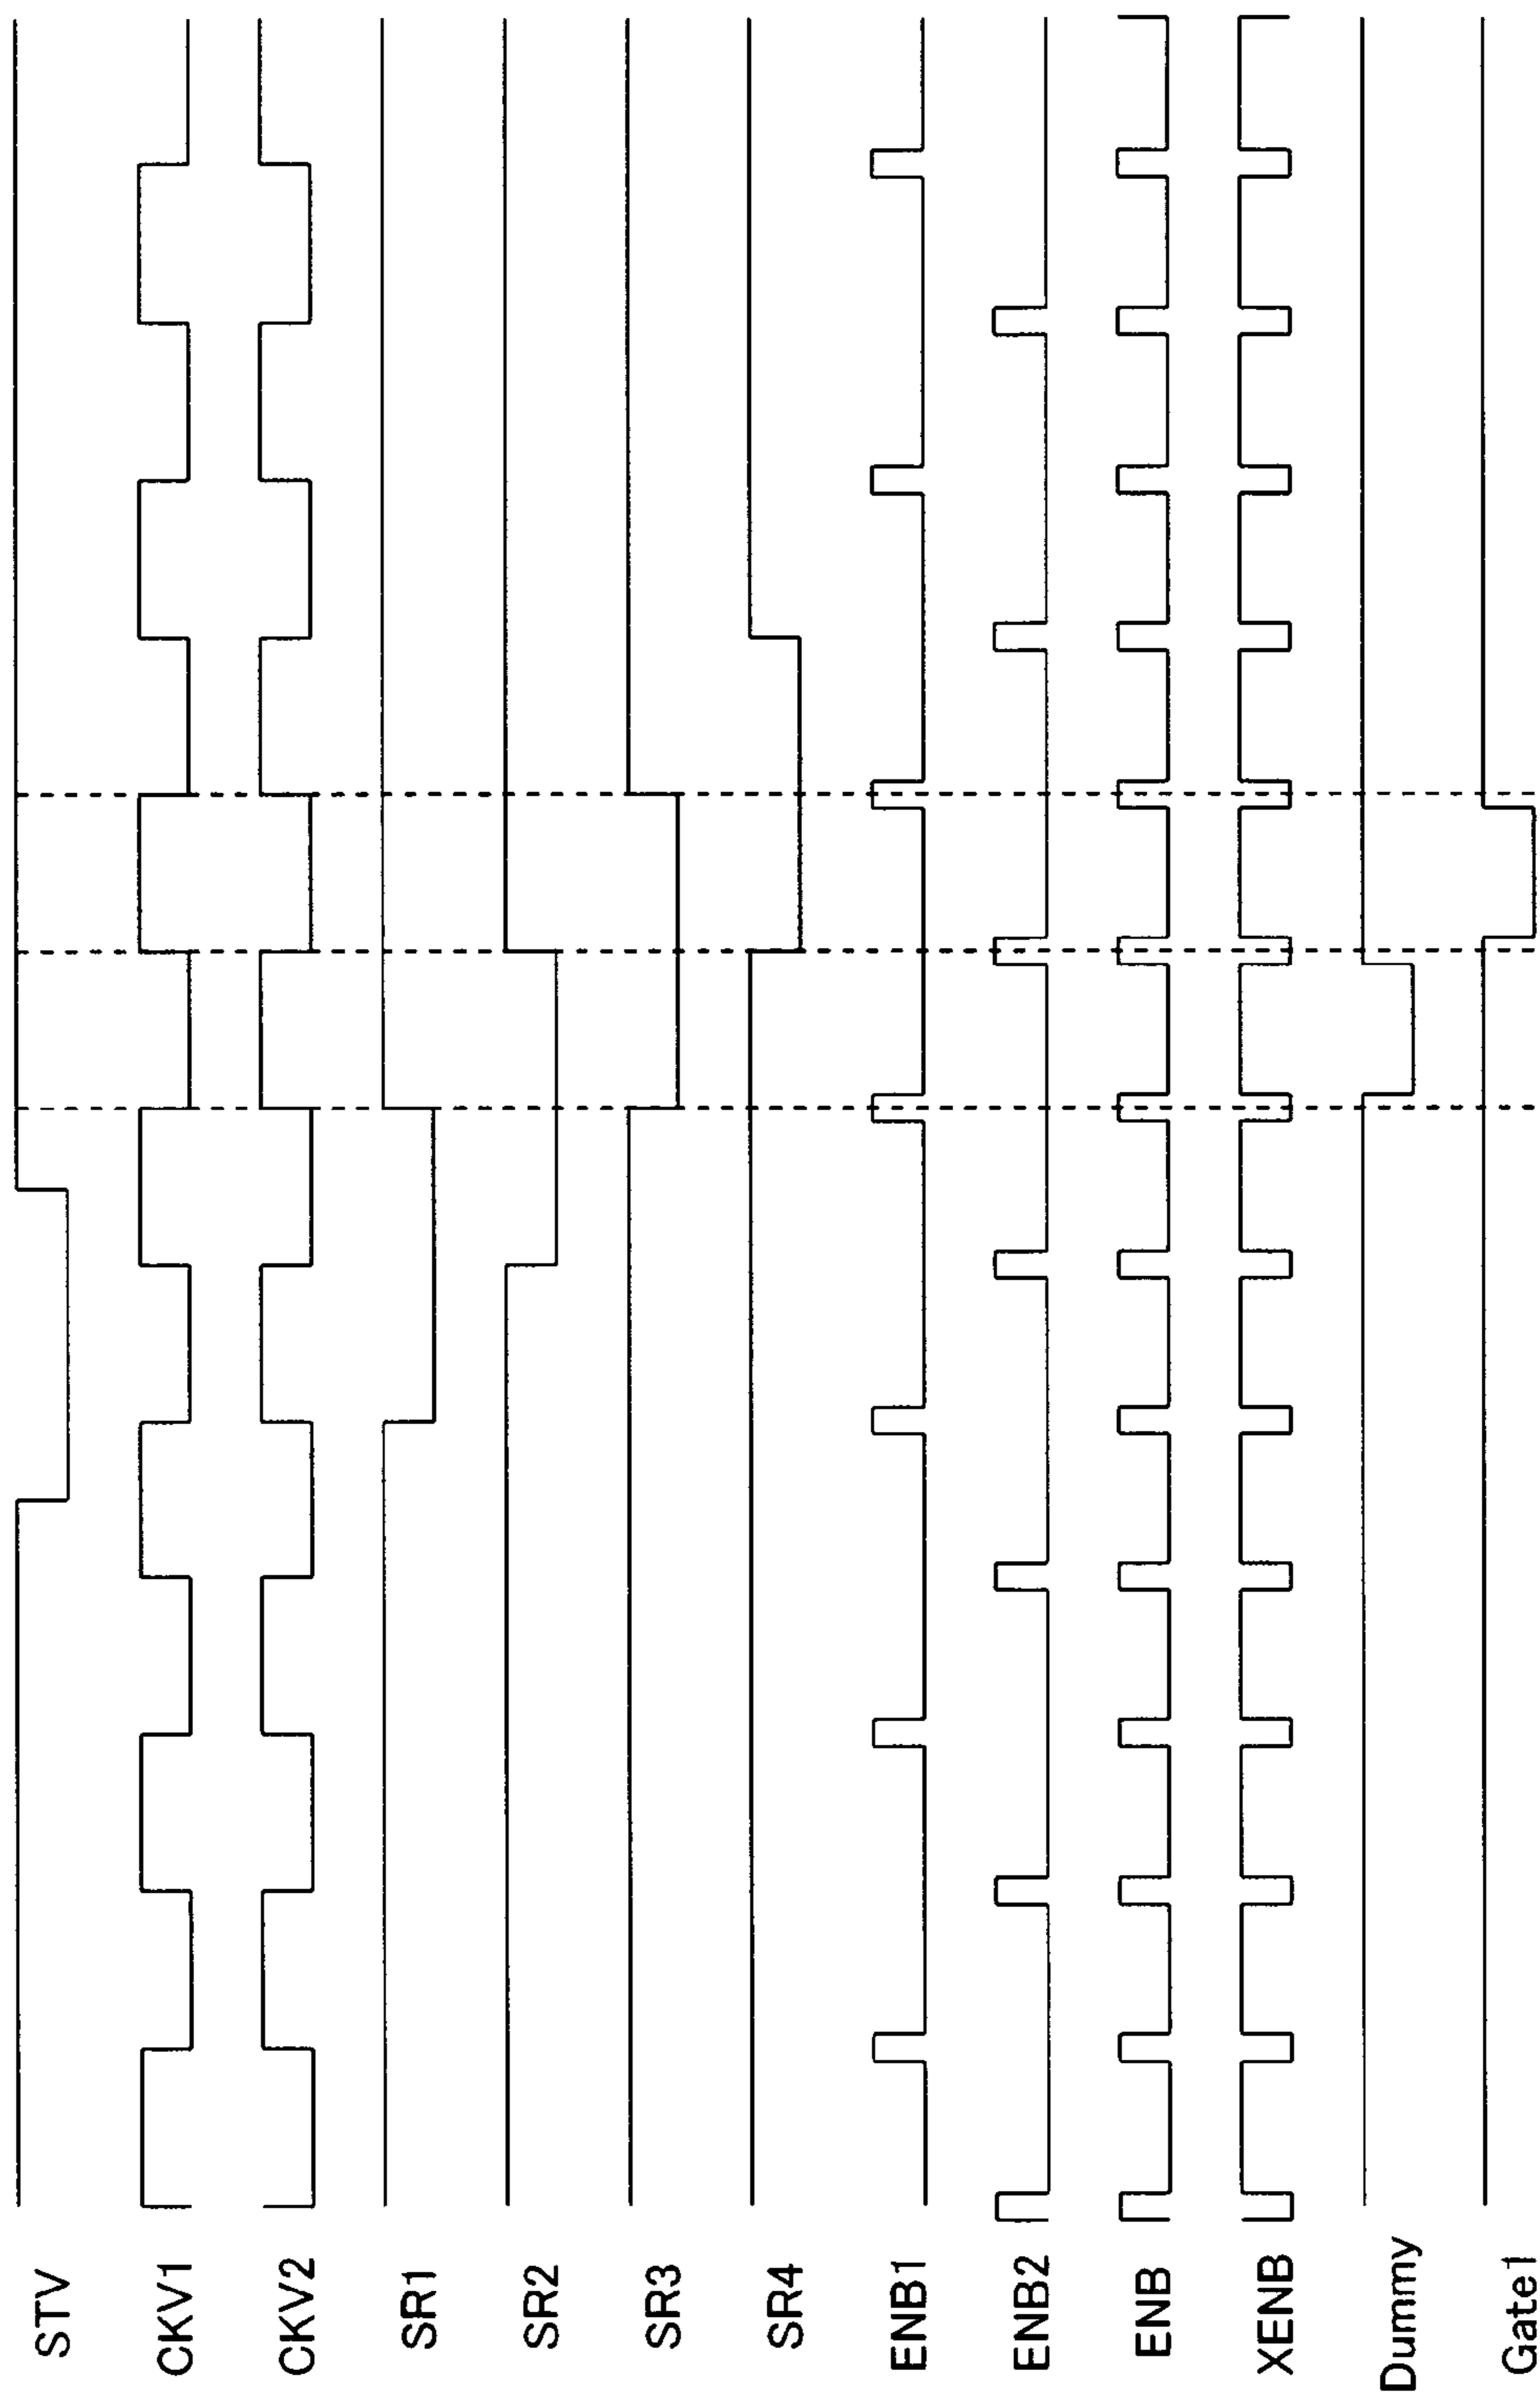 STV
CKV1
CKV2
SR1
SR2
SR3
SR4
ENB1
ENB2
ENB
XENB
Dummy
Gate1